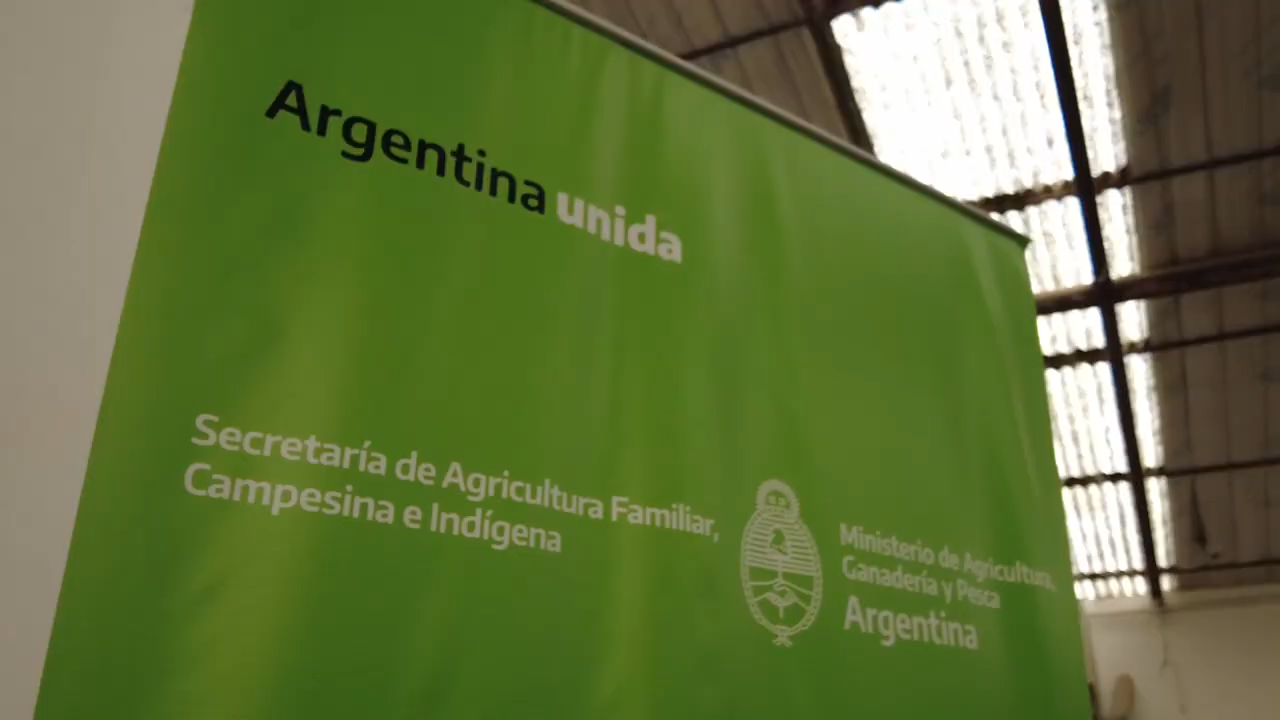 Argentina unida
Secretaría de Agricultura Familiar,
Campesina e Indígena
Ministerio de Agricultura,
Ganadería y Pesca
Argentina